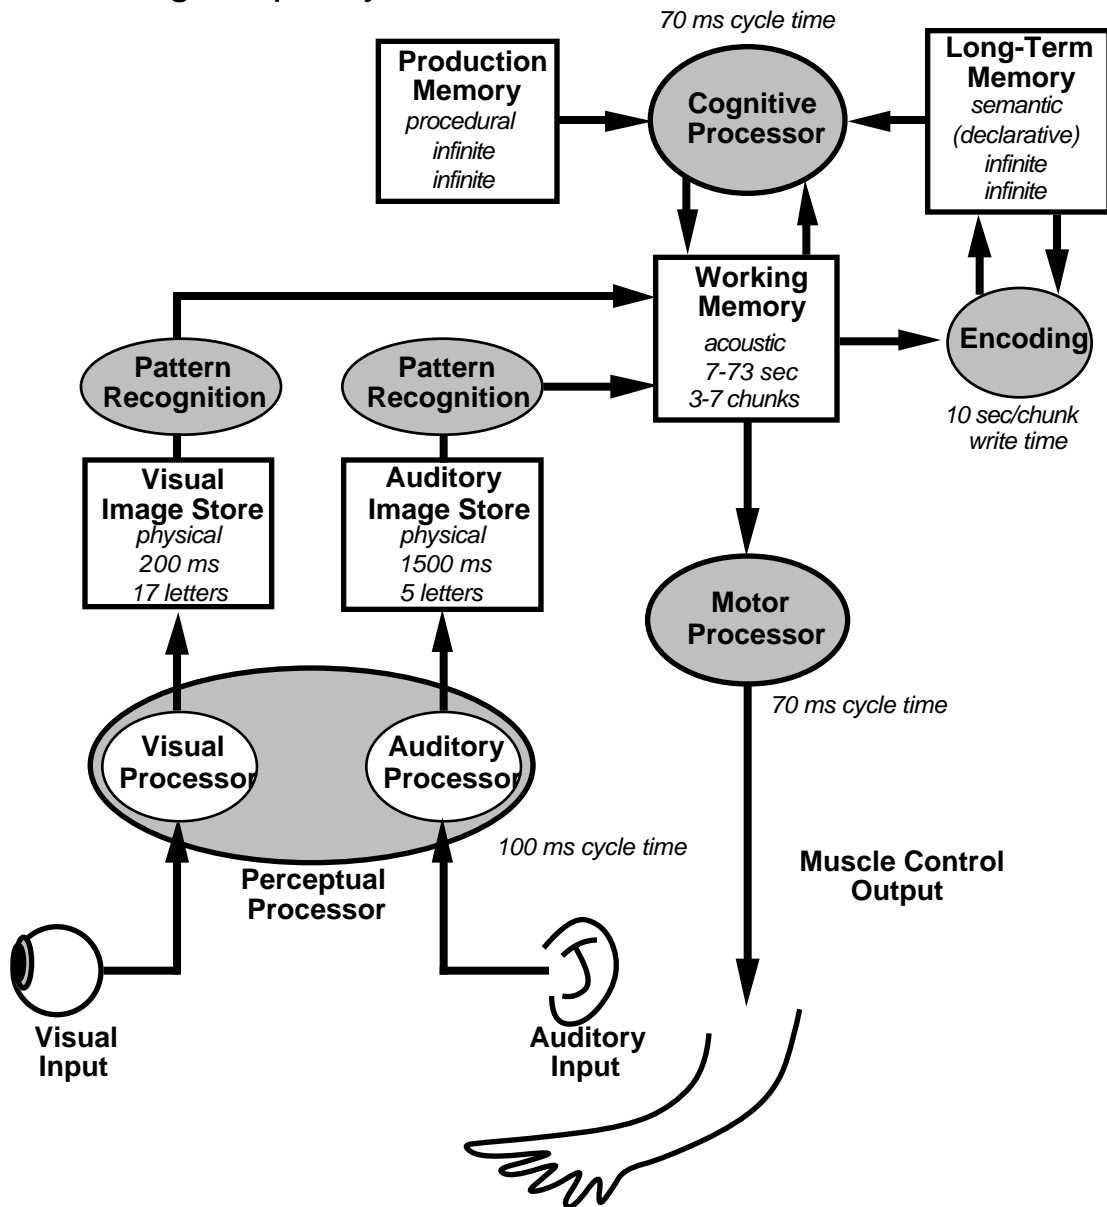 70 ms cycle time
Production
Memory
procedural
infinite
infinite
Cognitive
Processor
Long-Term
Memory
semantic
(declarative)
infinite
infinite
Working
Memory
acoustic
7-73 sec
3-7 chunks
Encoding
10 sec/chunk
write time
Pattern
Recognition
Pattern
Recognition
Visual
Image Store
physical
200 ms
17 letters
Auditory
Image Store
physical
1500 ms
5 letters
Motor
Processor
70 ms cycle time
Visual
Processor
Auditory
Processor
100 ms cycle time
Perceptual
Processor
Muscle Control
Output
Visual
Input
Auditory
Input